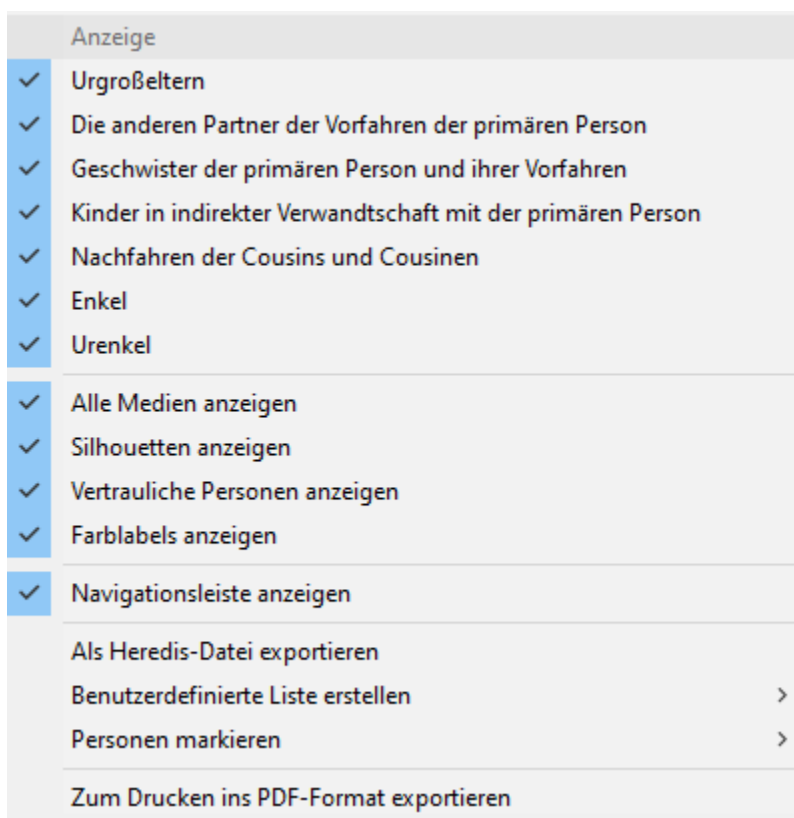 Anzeige
Urgroßeltern
Die anderen Partner der Vorfahren der primären Person
Geschwister der primären Person und ihrer Vorfahren
Kinder in indirekter Verwandtschaft mit der primären Person
Nachfahren der Cousins und Cousinen
Enkel
Urenkel
Alle Medien anzeigen
Silhouetten anzeigen
Vertrauliche Personen anzeigen
Farblabels anzeigen
Navigationsleiste anzeigen
Als Heredis-Datei exportieren
Benutzerdefinierte Liste erstellen
Personen markieren
Zum Drucken ins PDF-Format exportieren